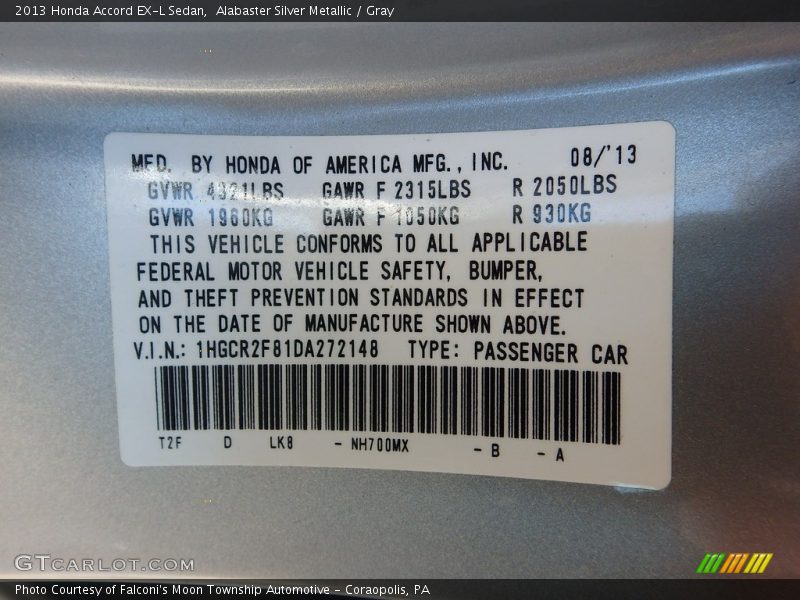 2013 Honda Accord EX-L Sedan, Alabaster Silver Metallic / Gray
MFD. BY HONDA OF AMERICA MFG., INC. 08/'13
GVWR 4321LBS GAWR F 2315LBS R 2050LBS
GVWR 1960KG GAWR F 1050KG R 930KG
THIS VEHICLE CONFORMS TO ALL APPLICABLE
FEDERAL MOTOR VEHICLE SAFETY, BUMPER,
AND THEFT PREVENTION STANDARDS IN EFFECT
ON THE DATE OF MANUFACTURE SHOWN ABOVE.
V.I.N.: 1HGCR2F81DA272148 TYPE: PASSENGER CAR
T2F D LK8 - NH700MX - B - A
GTCARLOT.COM
Photo Courtesy of Falconi's Moon Township Automotive - Coraopolis, PA